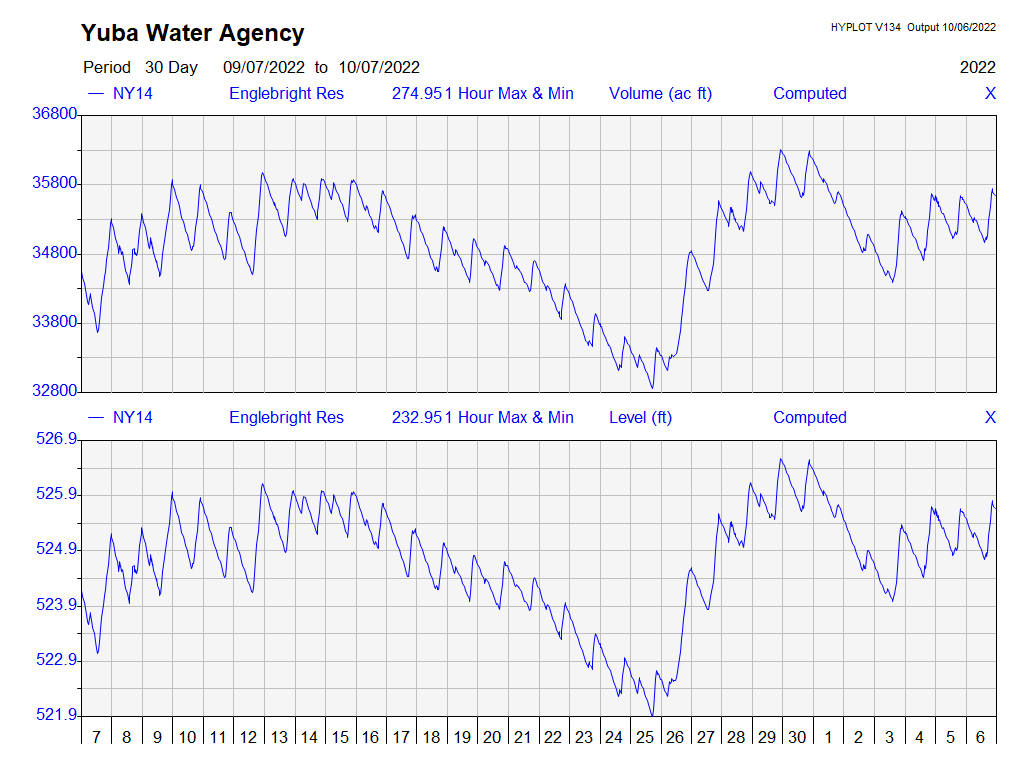 Yuba Water Agency
HYPLOT V134 Output 10/06/2022
Period 30 Day 09/07/2022 to 10/07/2022 2022
NY14 Englebright Res 274.951 Hour Max & Min Volume (ac ft) Computed X
36800
35800
34800
33800
32800
NY14 Englebright Res 232.951 Hour Max & Min Level (ft) Computed X
526.9
525.9
524.9
523.9
522.9
521.9
7 8 9 10 11 12 13 14 15 16 17 18 19 20 21 22 23 24 25 26 27 28 29 30 1 2 3 4 5 6